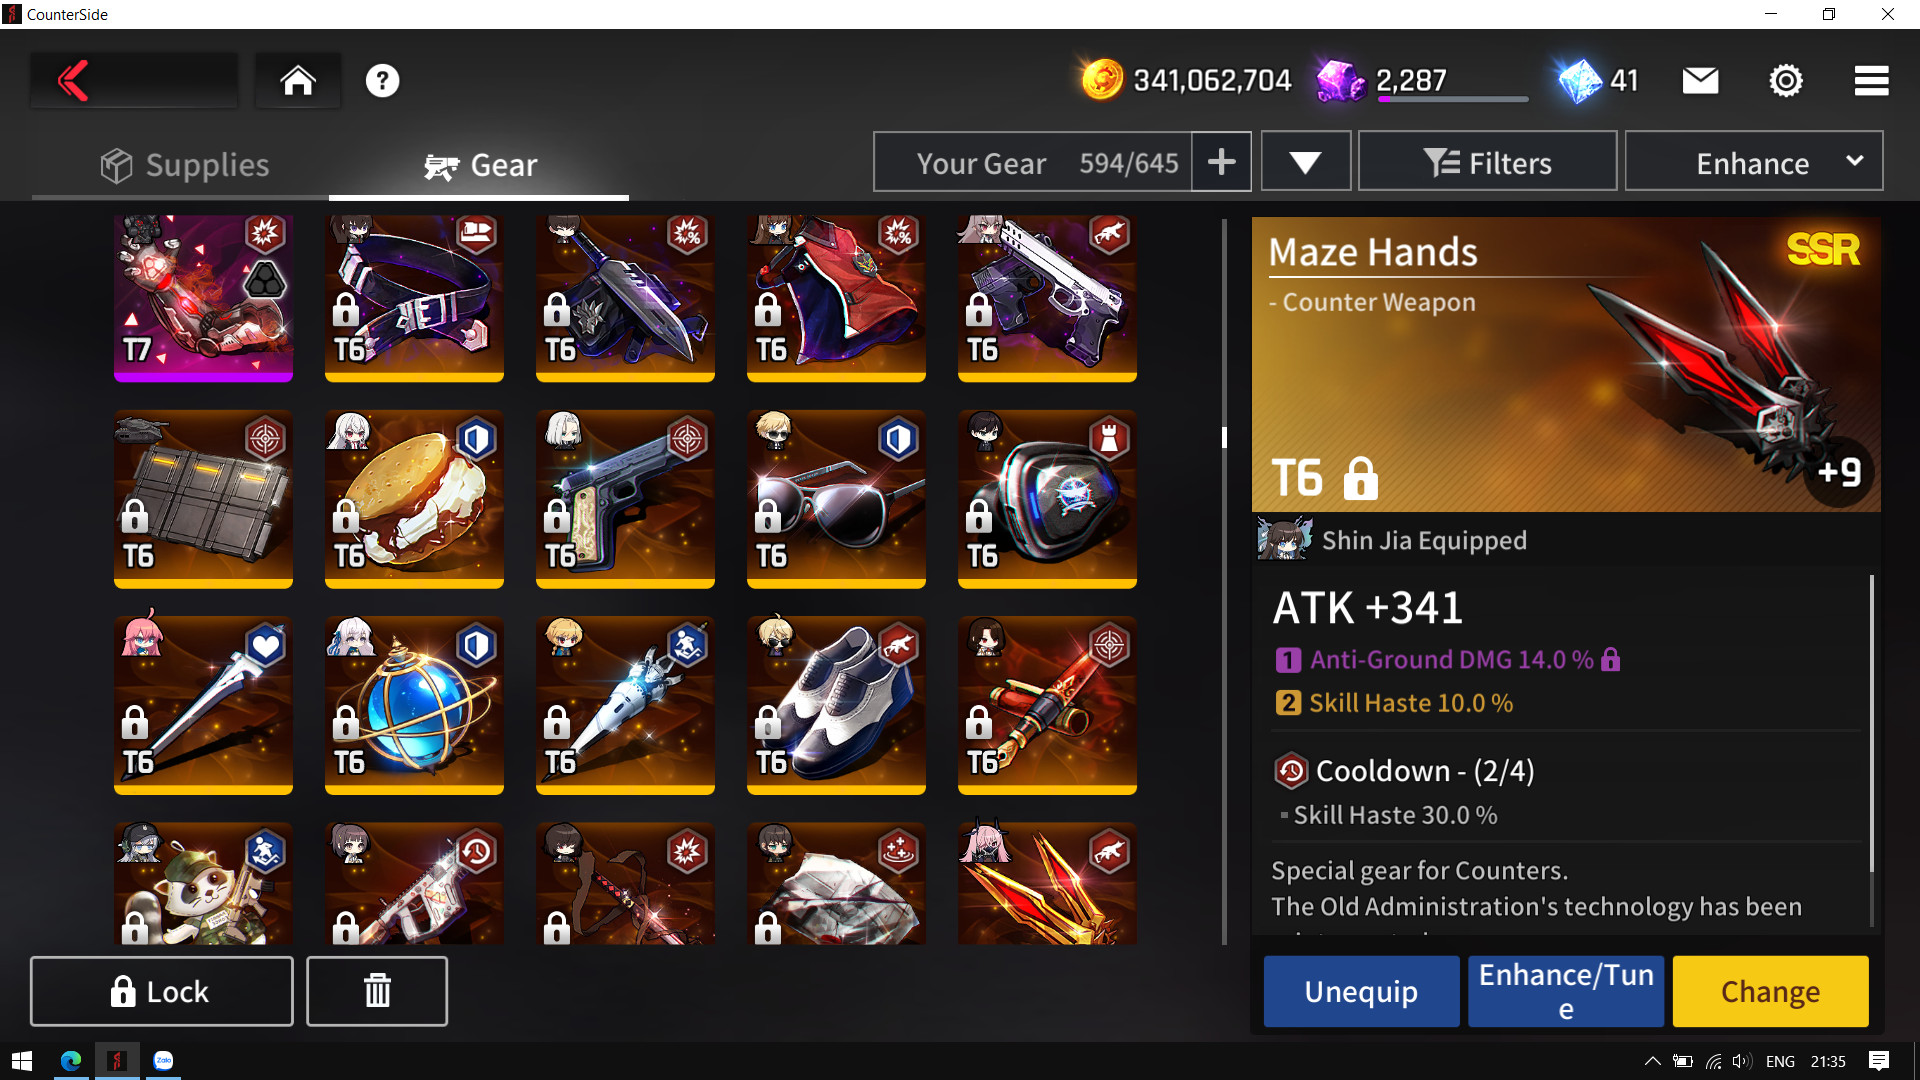 CounterSide
?
341,062,704
2,287
41
Supplies
Gear
Your Gear 594/645 +
Filters
Enhance
T7
T6
T6
T6
T6
T6
T6
T6
T6
T6
T6
T6
T6
T6
T6
Maze Hands
SSR
- Counter Weapon
T6
+9
Shin Jia Equipped
ATK +341
1 Anti-Ground DMG 14.0 %
2 Skill Haste 10.0 %
Cooldown - (2/4)
Skill Haste 30.0 %
Special gear for Counters.
The Old Administration's technology has been
Lock
Unequip
Enhance/Tun
e
Change
Zalo
ENG
21:35